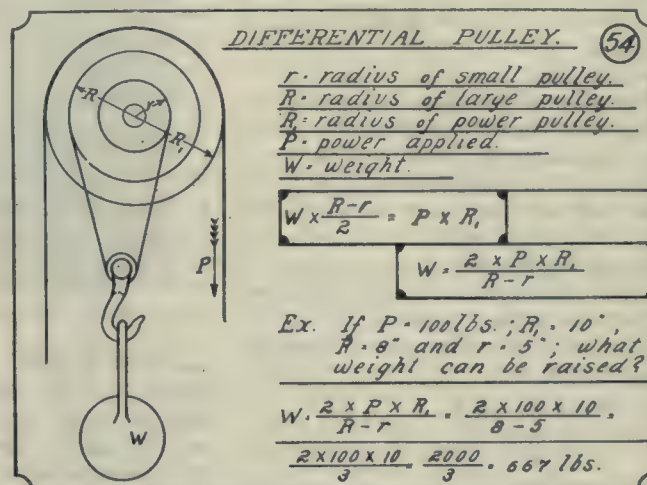 DIFFERENTIAL PULLEY.
54
r = radius of small pulley.
R = radius of large pulley.
R₁ = radius of power pulley.
P = power applied.
W = weight.
W x (R-r)/2 = P x R₁
W = (2 x P x R₁)/(R-r)
Ex. If P = 100 lbs.; R₁ = 10",
R = 8" and r = 5"; what
weight can be raised?
W = (2 x P x R₁)/(R-r) = (2 x 100 x 10)/(8-5) =
(2 x 100 x 10)/3 = 2000/3 = 667 lbs.
R
r
R₁
P
W